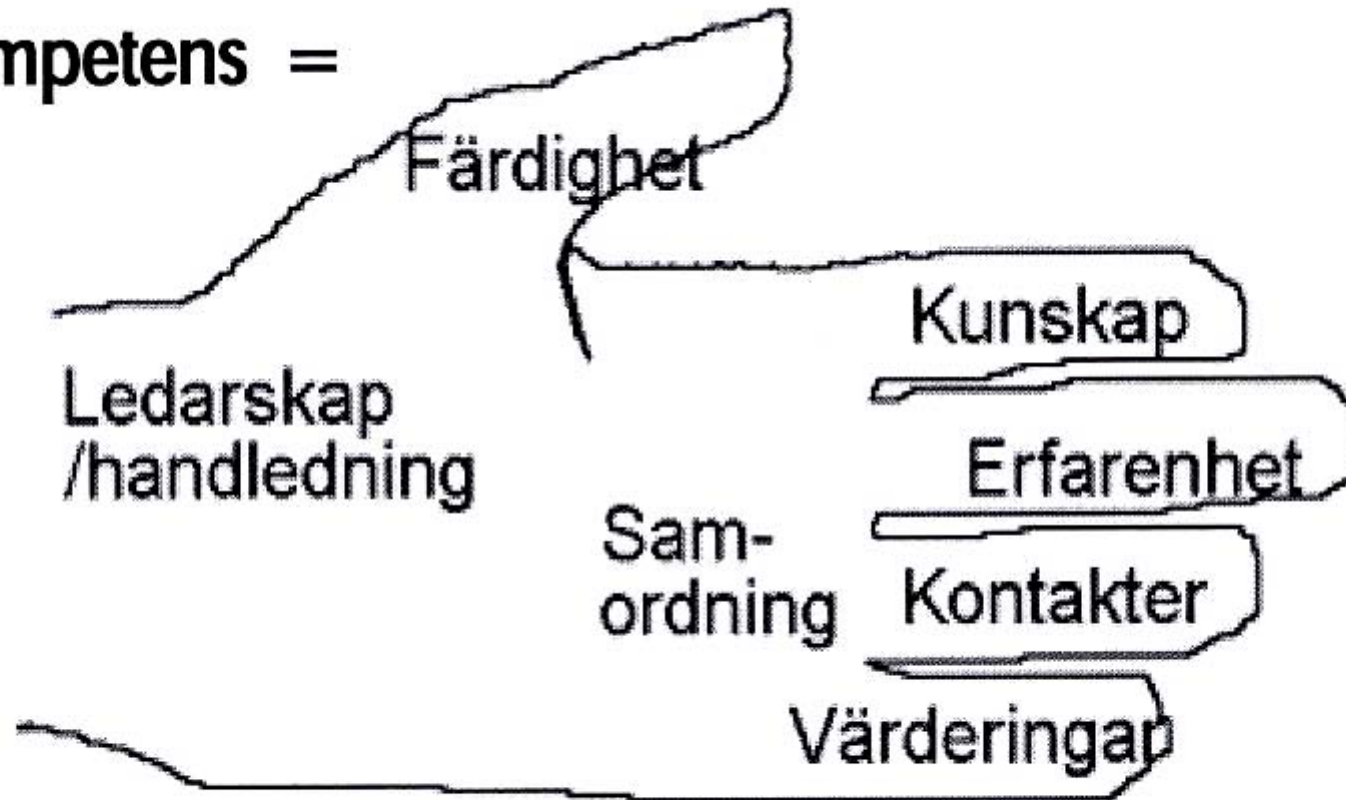 mpetens =
Färdighet
Kunskap
Ledarskap
/handledning
Erfarenhet
Sam-
ordning
Kontakter
Värderingar